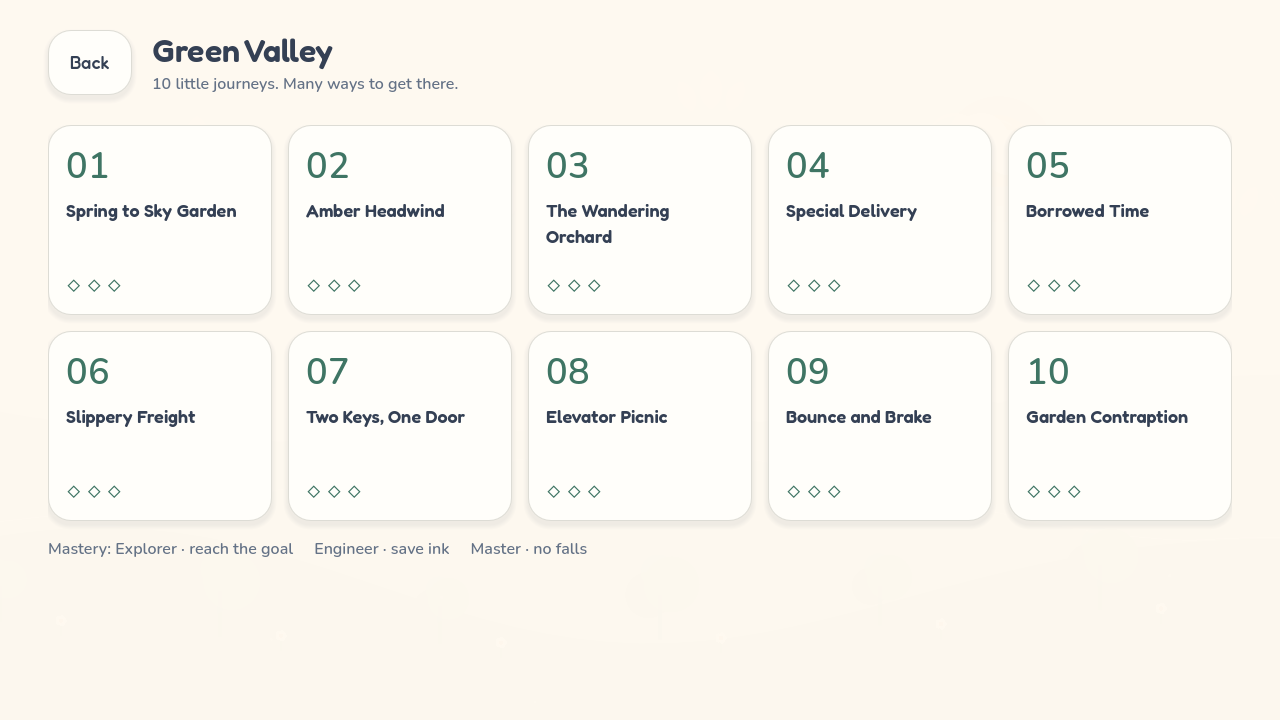 Back
Green Valley
10 little journeys. Many ways to get there.
01
Spring to Sky Garden
◇ ◇ ◇
02
Amber Headwind
◇ ◇ ◇
03
The Wandering
Orchard
◇ ◇ ◇
04
Special Delivery
◇ ◇ ◇
05
Borrowed Time
◇ ◇ ◇
06
Slippery Freight
◇ ◇ ◇
07
Two Keys, One Door
◇ ◇ ◇
08
Elevator Picnic
◇ ◇ ◇
09
Bounce and Brake
◇ ◇ ◇
10
Garden Contraption
◇ ◇ ◇
Mastery: Explorer · reach the goal Engineer · save ink Master · no falls